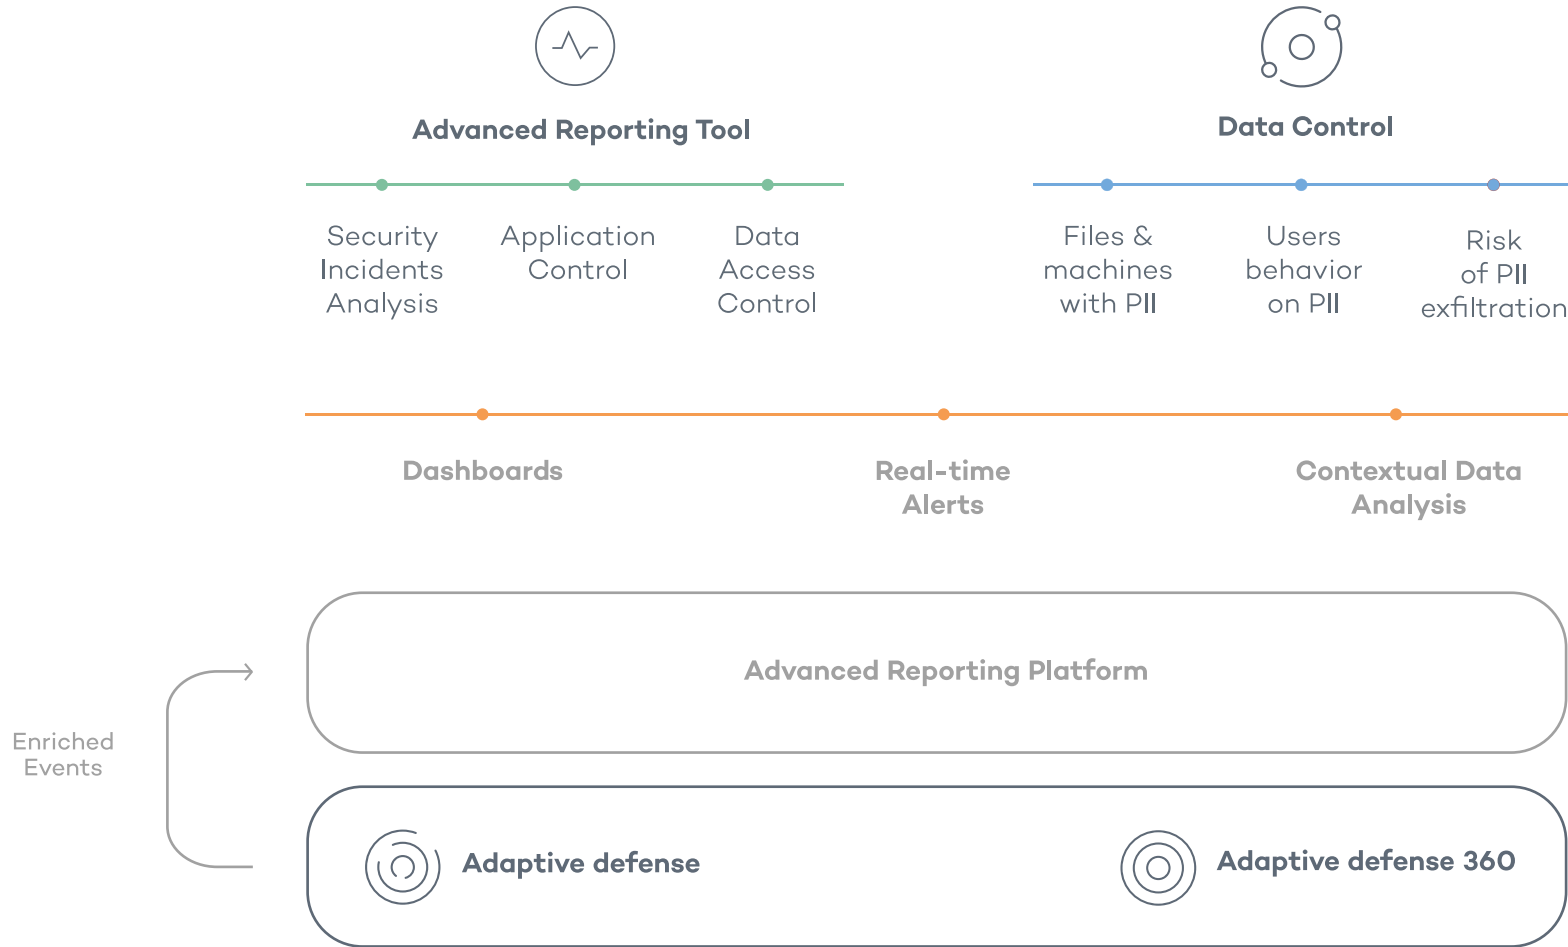 Advanced Reporting Tool
Data Control
Security
Incidents
Analysis
Application
Control
Data
Access
Control
Files &
machines
with PII
Users
behavior
on PII
Risk
of PII
exfiltration
Dashboards
Real-time
Alerts
Contextual Data
Analysis
Advanced Reporting Platform
Enriched
Events
Adaptive defense
Adaptive defense 360